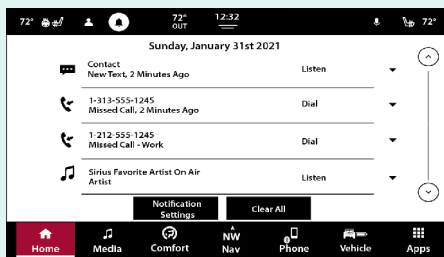 72° 72° OUT 12:32 72°
Sunday, January 31st 2021
Contact
New Text, 2 Minutes Ago Listen
1-313-555-1245
Missed Call, 2 Minutes Ago Dial
1-212-555-1245
Missed Call - Work Dial
Sirius Favorite Artist On Air
Artist Listen
Notification
Settings
Clear All
NW
Home Media Comfort Nav Phone Vehicle Apps